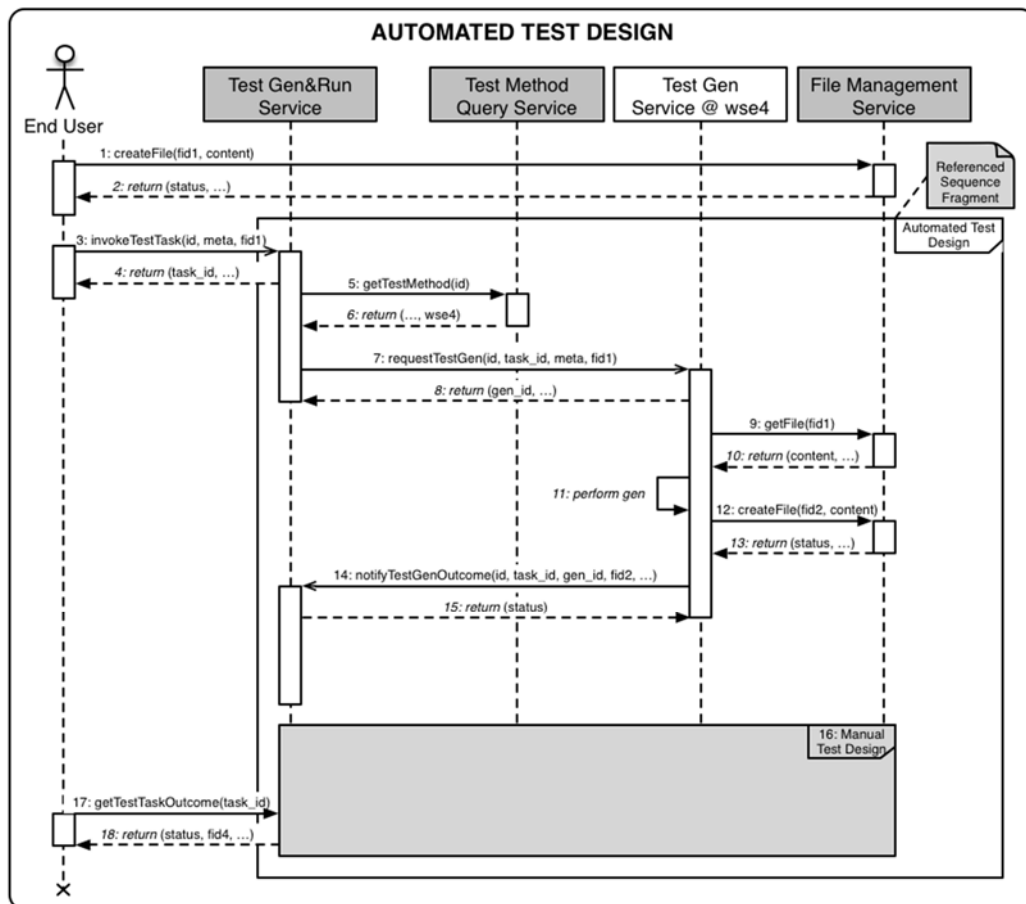 AUTOMATED TEST DESIGN
End User
Test Gen&Run
Service
Test Method
Query Service
Test Gen
Service @ wse4
File Management
Service
1: createFile(fid1, content)
2: return (status, …)
Referenced
Sequence
Fragment
Automated Test
Design
3: invokeTestTask(id, meta, fid1)
4: return (task_id, …)
5: getTestMethod(id)
6: return (…, wse4)
7: requestTestGen(id, task_id, meta, fid1)
8: return (gen_id, …)
9: getFile(fid1)
10: return (content, …)
11: perform gen
12: createFile(fid2, content)
13: return (status, …)
14: notifyTestGenOutcome(id, task_id, gen_id, fid2, …)
15: return (status)
16: Manual
Test Design
17: getTestTaskOutcome(task_id)
18: return (status, fid4, …)